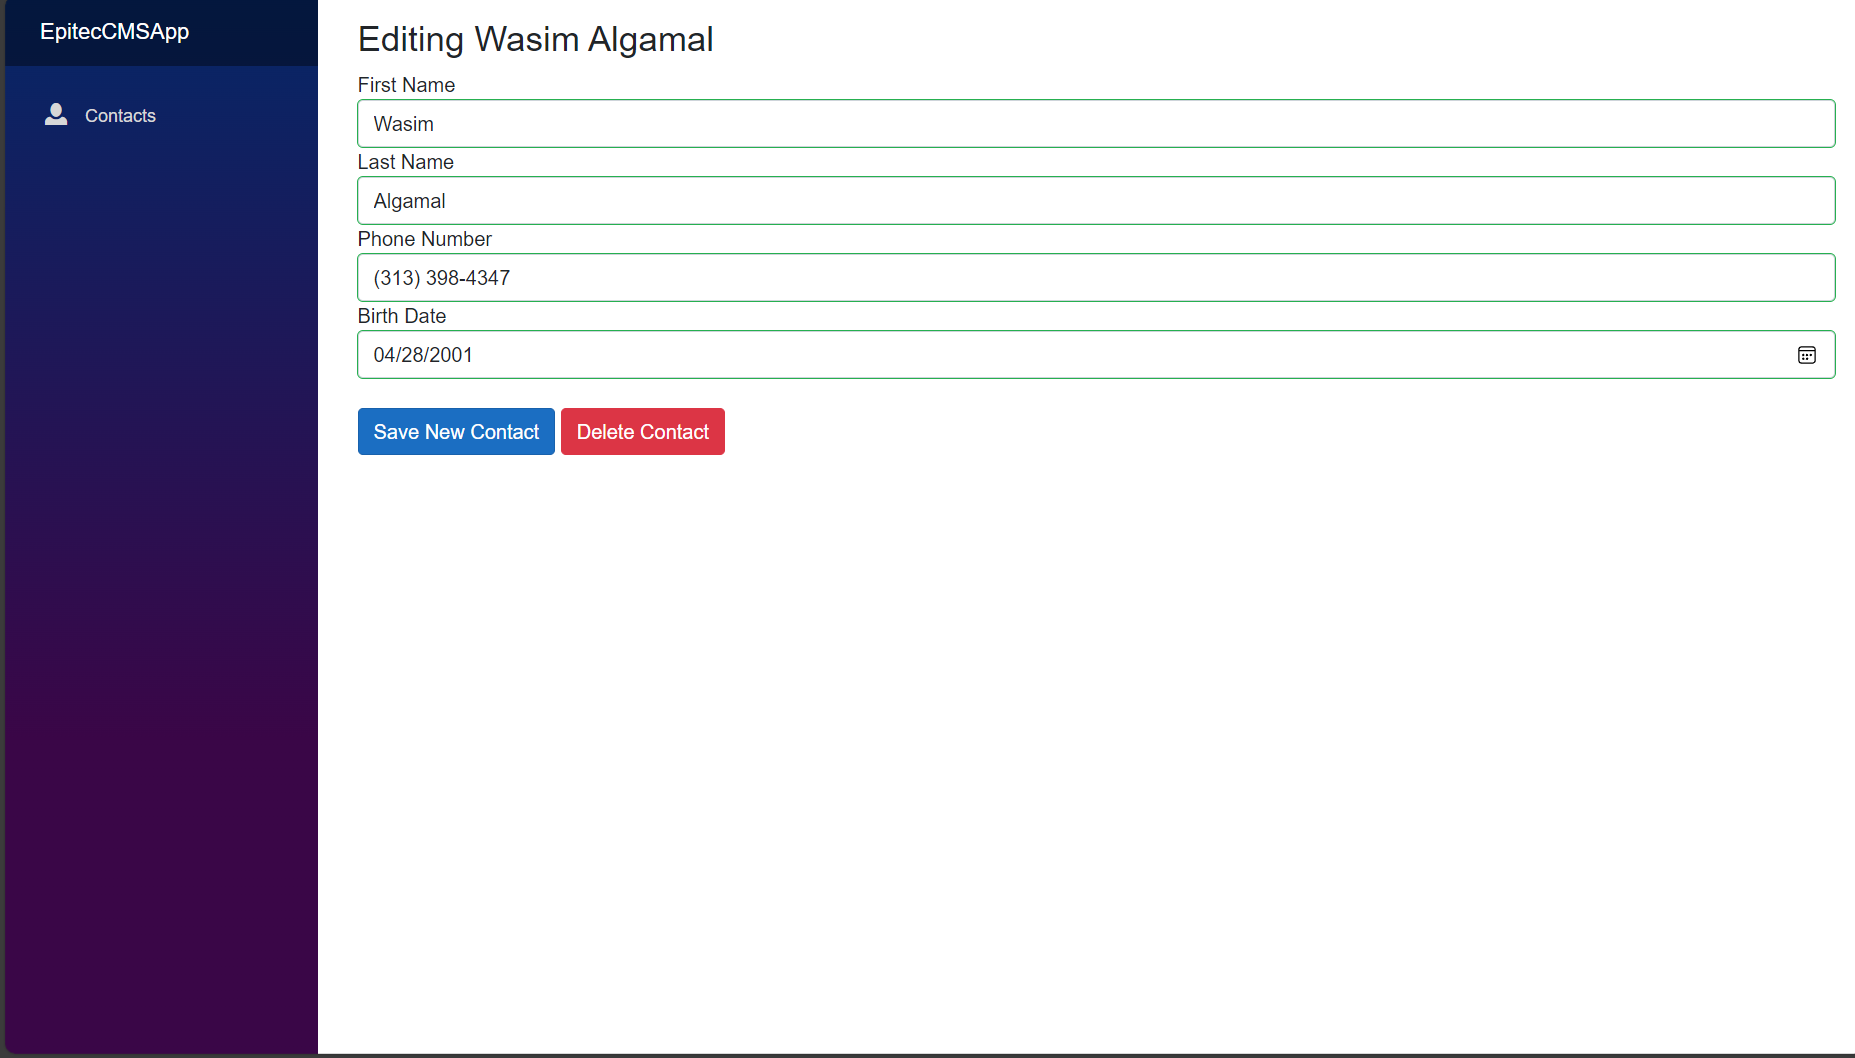 EpitecCMSApp
Contacts
Editing Wasim Algamal
First Name
Wasim
Last Name
Algamal
Phone Number
(313) 398-4347
Birth Date
04/28/2001
Save New Contact
Delete Contact